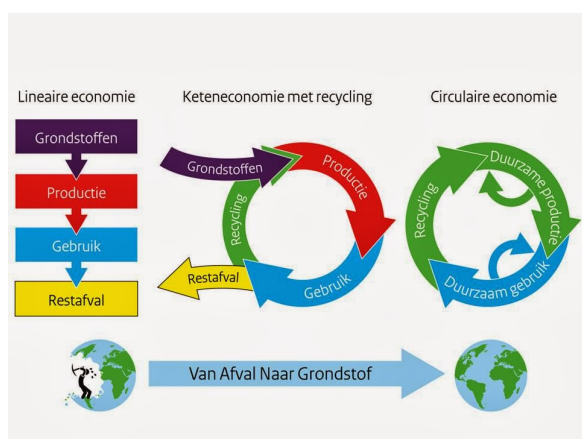 Lineaire economie
Grondstoffen
Productie
Gebruik
Restafval
Keteneconomie met recycling
Grondstoffen
Productie
Gebruik
Recycling
Restafval
Circulaire economie
Duurzame productie
Duurzaam gebruik
Recycling
Van Afval Naar Grondstof